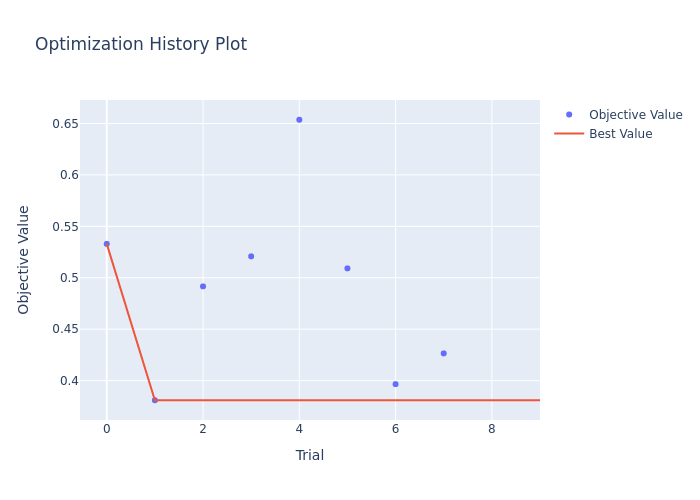 Optimization History Plot
Objective Value
Best Value
0.65
0.6
0.55
0.5
0.45
0.4
Objective Value
0 2 4 6 8
Trial